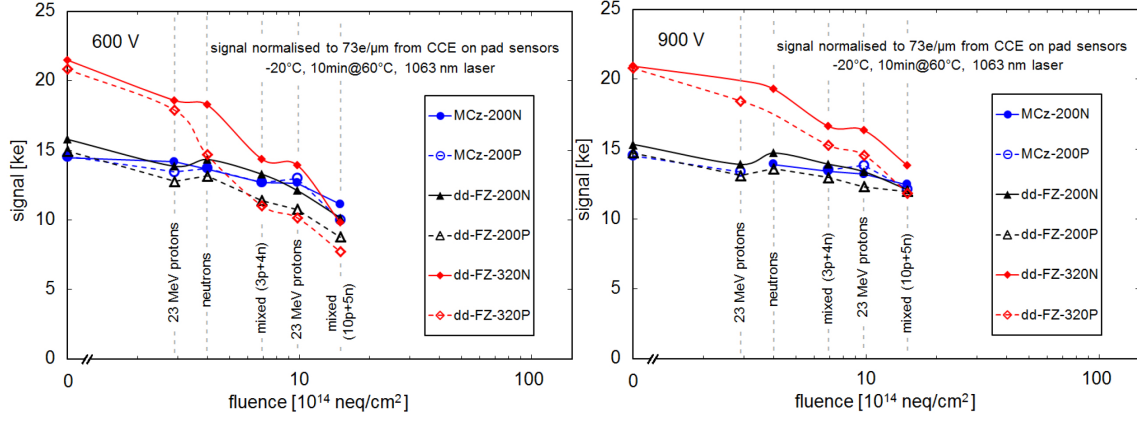 600 V
signal normalised to 73e/µm from CCE on pad sensors
-20°C, 10min@60°C, 1063 nm laser
25
20
15
10
5
0
signal [ke]
MCz-200N
MCz-200P
dd-FZ-200N
dd-FZ-200P
dd-FZ-320N
dd-FZ-320P
23 MeV protons
neutrons
mixed (3p+4n)
23 MeV protons
mixed
(10p+5n)
0
10
100
fluence [10¹⁴ neq/cm²]
900 V
signal normalised to 73e/µm from CCE on pad sensors
-20°C, 10min@60°C, 1063 nm laser
25
20
15
10
5
0
signal [ke]
MCz-200N
MCz-200P
dd-FZ-200N
dd-FZ-200P
dd-FZ-320N
dd-FZ-320P
23 MeV protons
neutrons
mixed (3p+4n)
23 MeV protons
mixed (10p+5n)
0
10
100
fluence [10¹⁴ neq/cm²]